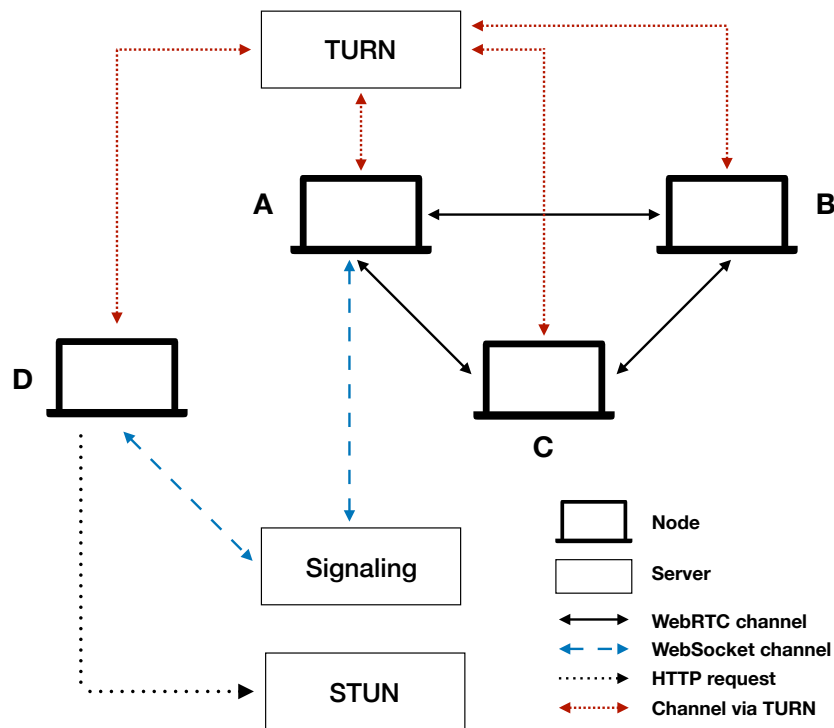 TURN
A
B
D
C
Signaling
STUN
Node
Server
WebRTC channel
WebSocket channel
HTTP request
Channel via TURN